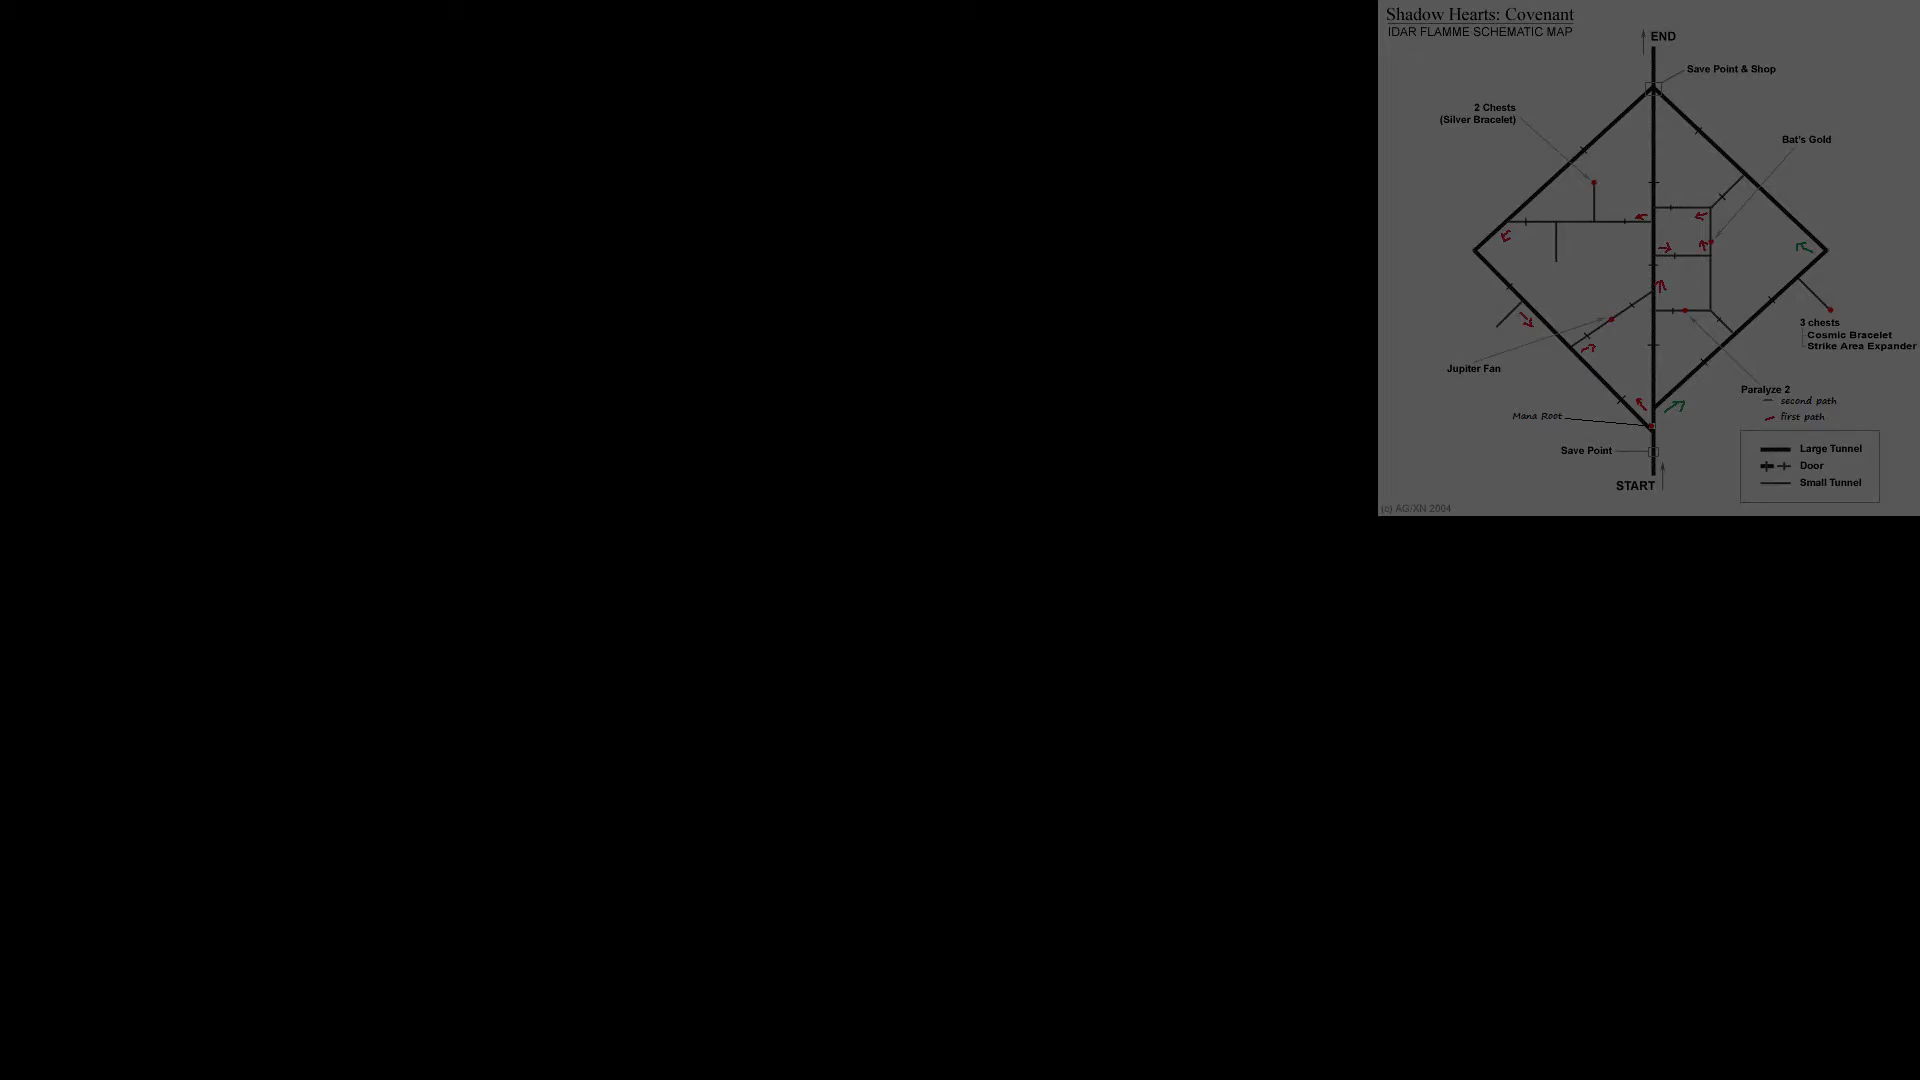 Shadow Hearts: Covenant
IDAR FLAMME SCHEMATIC MAP
END
Save Point & Shop
2 Chests
(Silver Bracelet)
Bat's Gold
3 chests
Cosmic Bracelet
Strike Area Expander
Jupiter Fan
Paralyze 2
second path
first path
Mana Root
Save Point
START
Large Tunnel
Door
Small Tunnel
(c) AG/XN 2004